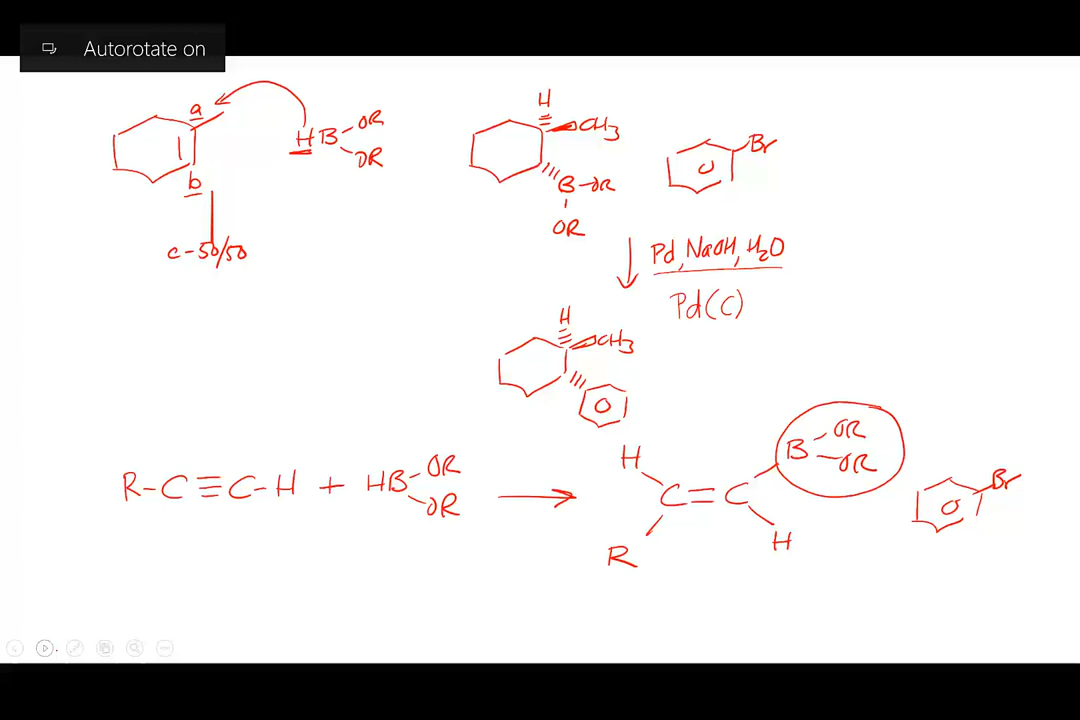 Autorotate on
a
HB
OR
OR
b
c-50/50
H
CH3
B-OR
OR
Br
Pd, NaOH, H2O
Pd(C)
H
CH3
R-C≡C-H + HB
OR
OR
H
R
C=C
B
OR
OR
H
Br